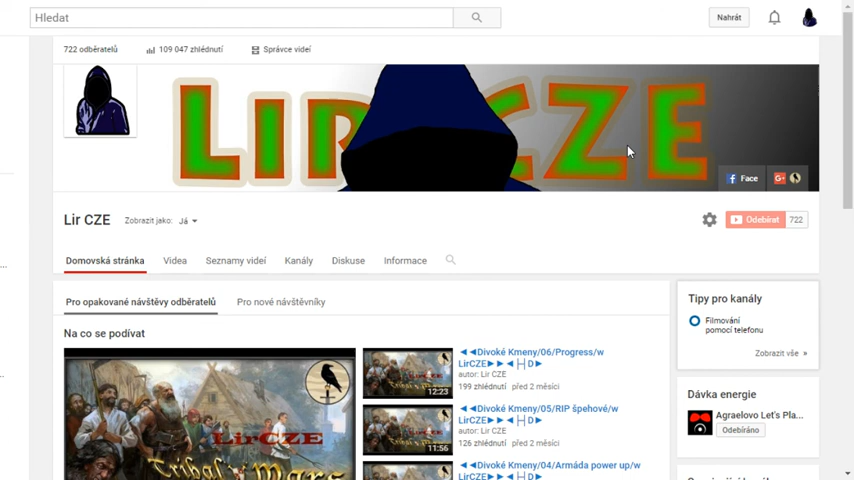 Hledat
Nahrát
722 odběratelů
109 047 zhlédnutí
Správce videí
LirCZE
Face
Lir CZE
Zobrazit jako: Já
Odebírat 722
Domovská stránka
Videa
Seznamy videí
Kanály
Diskuse
Informace
Pro opakované návštěvy odběratelů
Pro nové návštěvníky
Na co se podívat
LirCZE
Tribal Wars
12:23
◄◄Divoké Kmeny/06/Progress/w
LirCZE►►◄├┤D►
autor: Lir CZE
199 zhlédnutí před 2 měsíci
11:56
◄◄Divoké Kmeny/05/RIP špehové/w
LirCZE►►◄├┤D►
autor: Lir CZE
126 zhlédnutí před 2 měsíci
◄◄Divoké Kmeny/04/Armáda power up/w
LirCZE►►◄├┤D►
Tipy pro kanály
Filmování
pomocí telefonu
Zobrazit vše »
Dávka energie
Agraelovo Let's Pla...
Odebíráno